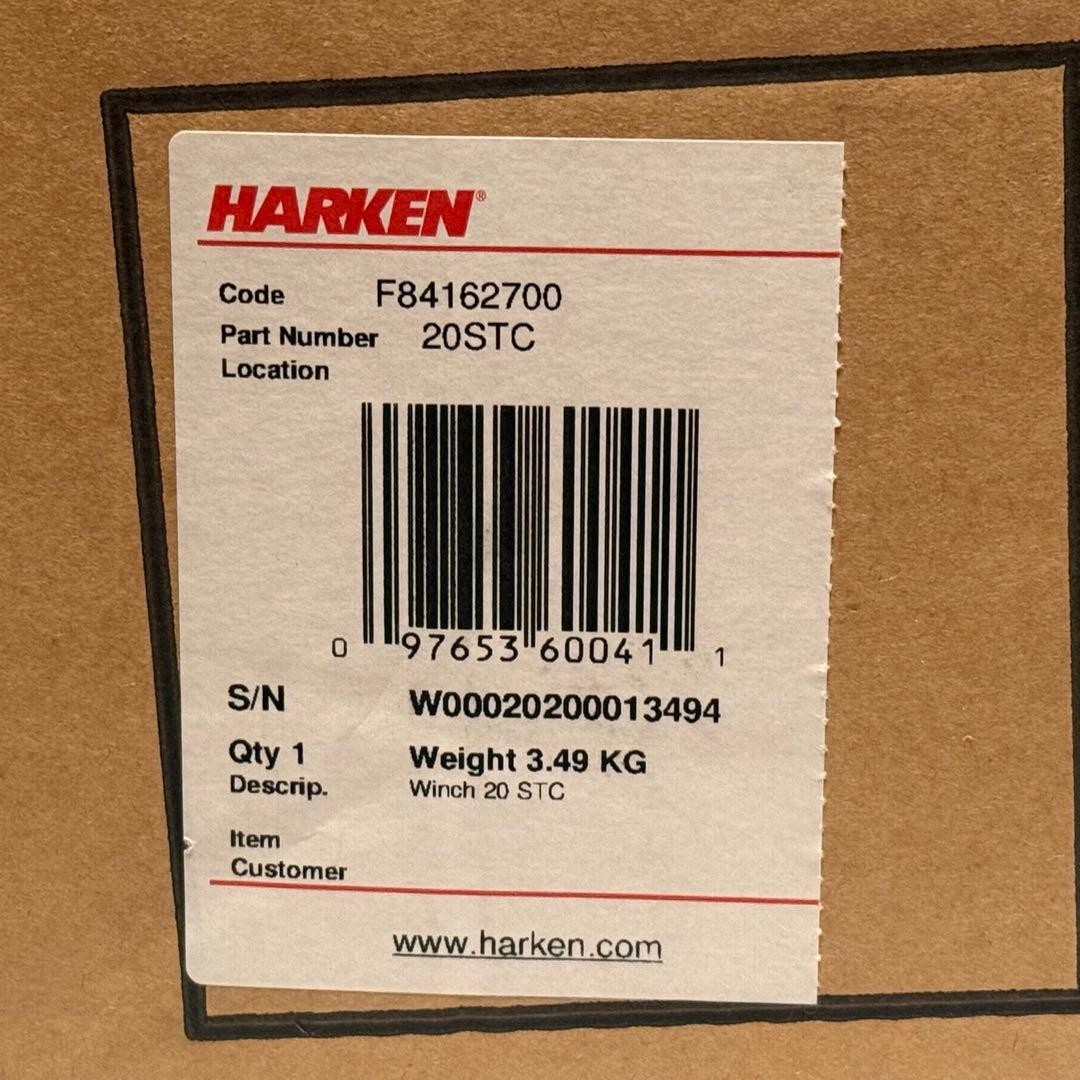 HARKEN®
Code F84162700
Part Number 20STC
Location
0 97653 60041 1
S/N W00020200013494
Qty 1 Weight 3.49 KG
Descrip. Winch 20 STC
Item
Customer
www.harken.com